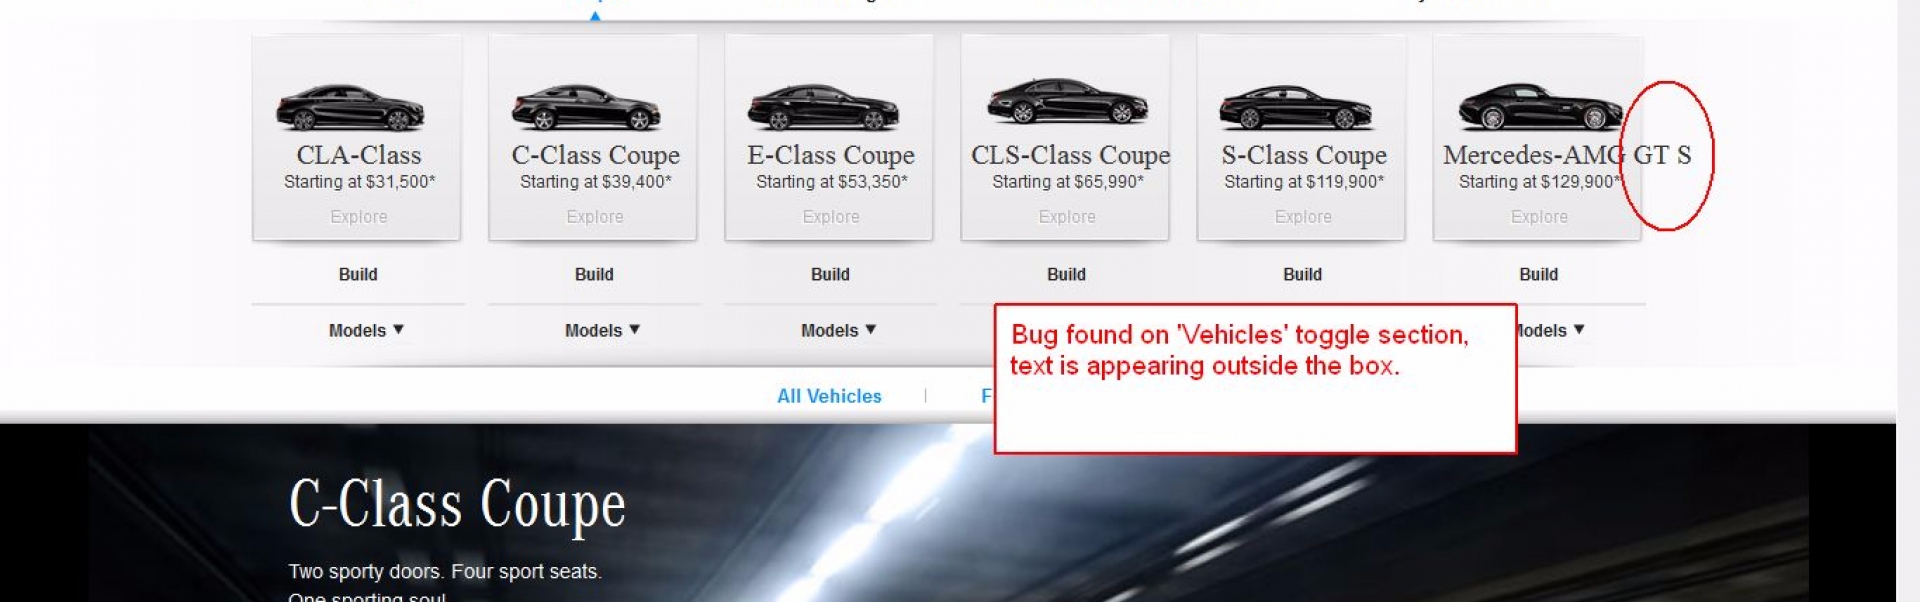 CLA-Class
Starting at $31,500*
Explore
Build
Models ▼
C-Class Coupe
Starting at $39,400*
Explore
Build
Models ▼
E-Class Coupe
Starting at $53,350*
Explore
Build
Models ▼
CLS-Class Coupe
Starting at $65,990*
Explore
Build
S-Class Coupe
Starting at $119,900*
Explore
Build
Mercedes-AMG GT S
Starting at $129,900*
Explore
Build
Models ▼
Bug found on 'Vehicles' toggle section,
text is appearing outside the box.
All Vehicles
C-Class Coupe
Two sporty doors. Four sport seats.
One sporting soul